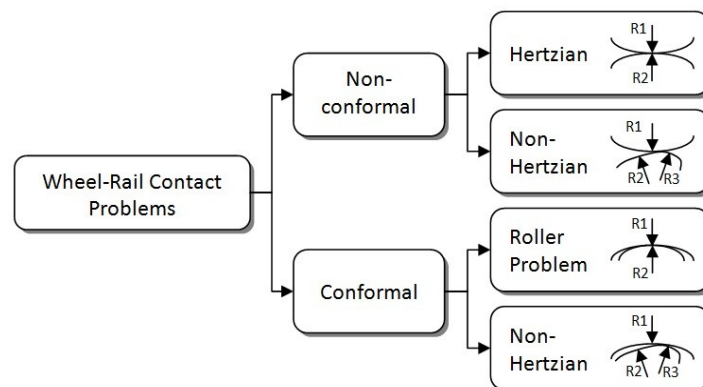 Wheel-Rail Contact
Problems
Non-
conformal
Conformal
Hertzian
R1
R2
Non-
Hertzian
R1
R2
R3
Roller
Problem
R1
R2
Non-
Hertzian
R1
R2
R3